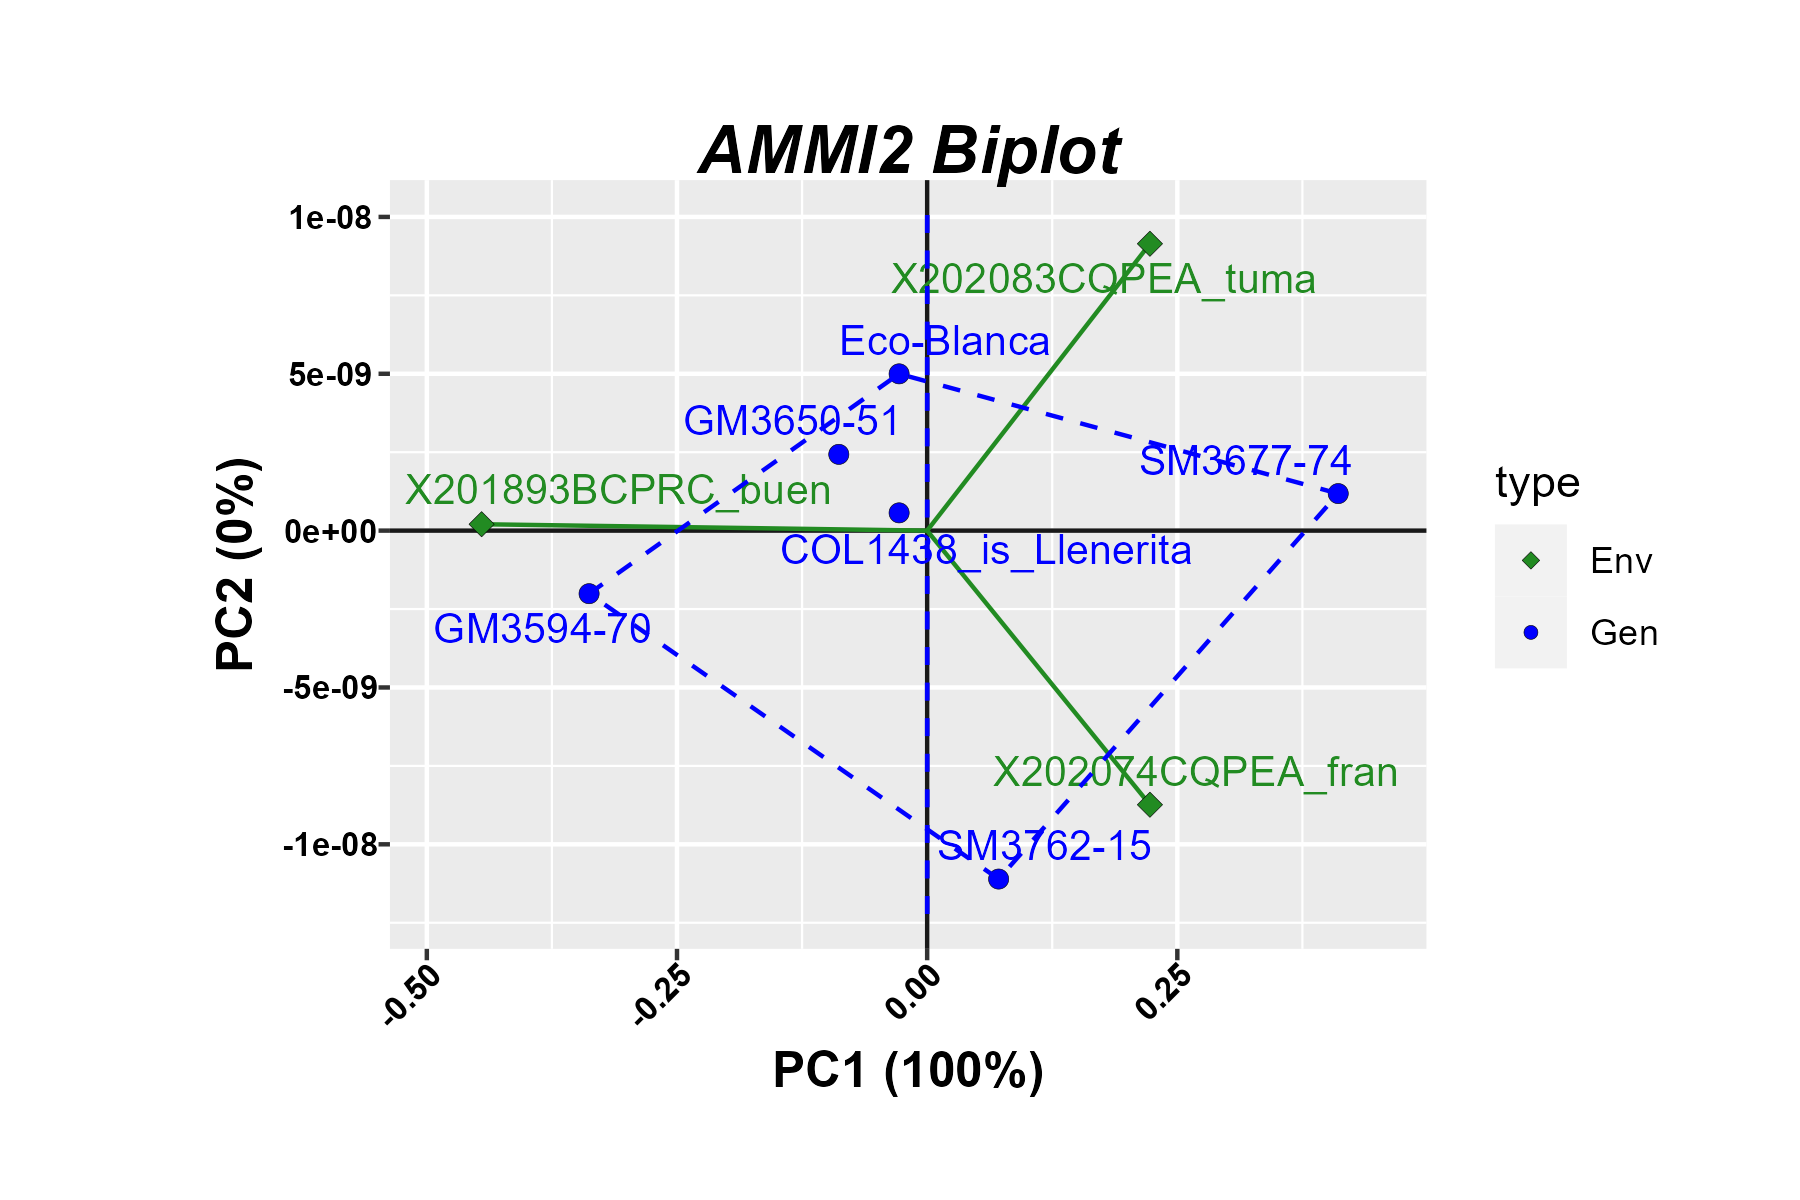 AMMI2 Biplot
1e-08
X202083CQPEA_tuma
Eco-Blanca
5e-09
GM3650-51
SM3677-74
X201893BCPRC_buen
0e+00
COL1438_is_Llenerita
GM3594-70
-5e-09
X202074CQPEA_fran
-1e-08
SM3762-15
PC2 (0%)
-0.50
-0.25
0.00
0.25
PC1 (100%)
type
Env
Gen